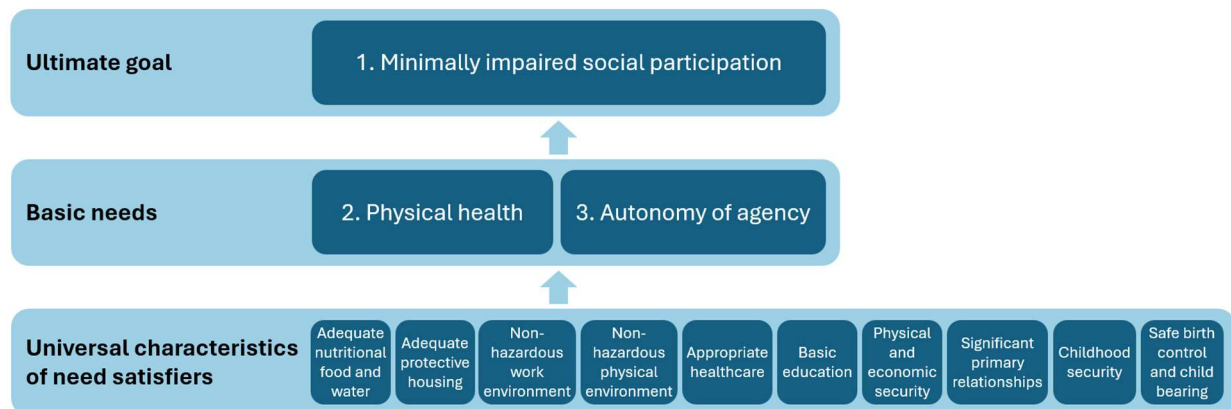 Ultimate goal
1. Minimally impaired social participation
Basic needs
2. Physical health
3. Autonomy of agency
Universal characteristics
of need satisfiers
Adequate
nutritional
food and
water
Adequate
protective
housing
Non-
hazardous
work
environment
Non-
hazardous
physical
environment
Appropriate
healthcare
Basic
education
Physical
and
economic
security
Significant
primary
relationships
Childhood
security
Safe birth
control
and child
bearing